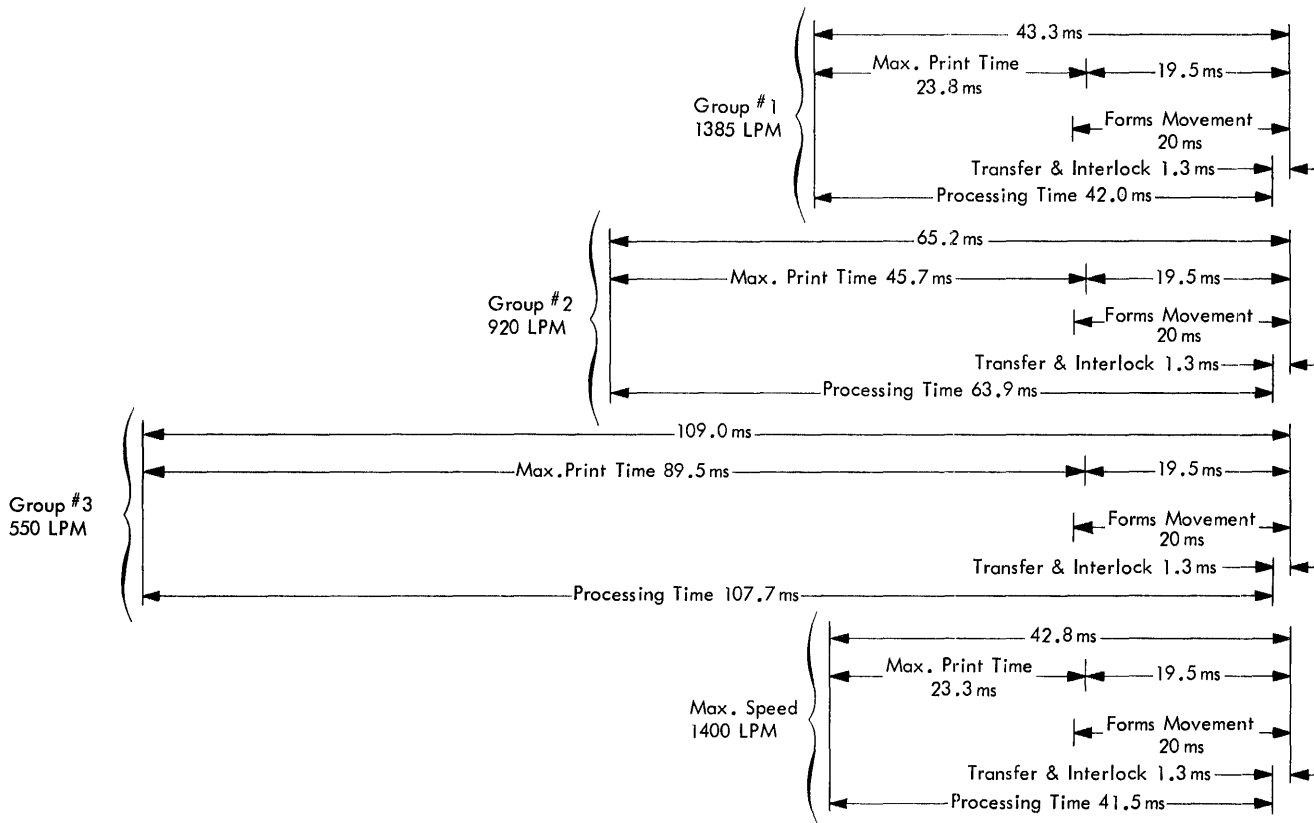 43.3 ms
Max. Print Time
23.8 ms
19.5 ms
Group #1
1385 LPM
Forms Movement
20 ms
Transfer & Interlock 1.3 ms
Processing Time 42.0 ms
65.2 ms
Max. Print Time 45.7 ms
19.5 ms
Group #2
920 LPM
Forms Movement
20 ms
Transfer & Interlock 1.3 ms
Processing Time 63.9 ms
109.0 ms
Max. Print Time 89.5 ms
19.5 ms
Group #3
550 LPM
Forms Movement
20 ms
Transfer & Interlock 1.3 ms
Processing Time 107.7 ms
42.8 ms
Max. Print Time
23.3 ms
19.5 ms
Max. Speed
1400 LPM
Forms Movement
20 ms
Transfer & Interlock 1.3 ms
Processing Time 41.5 ms